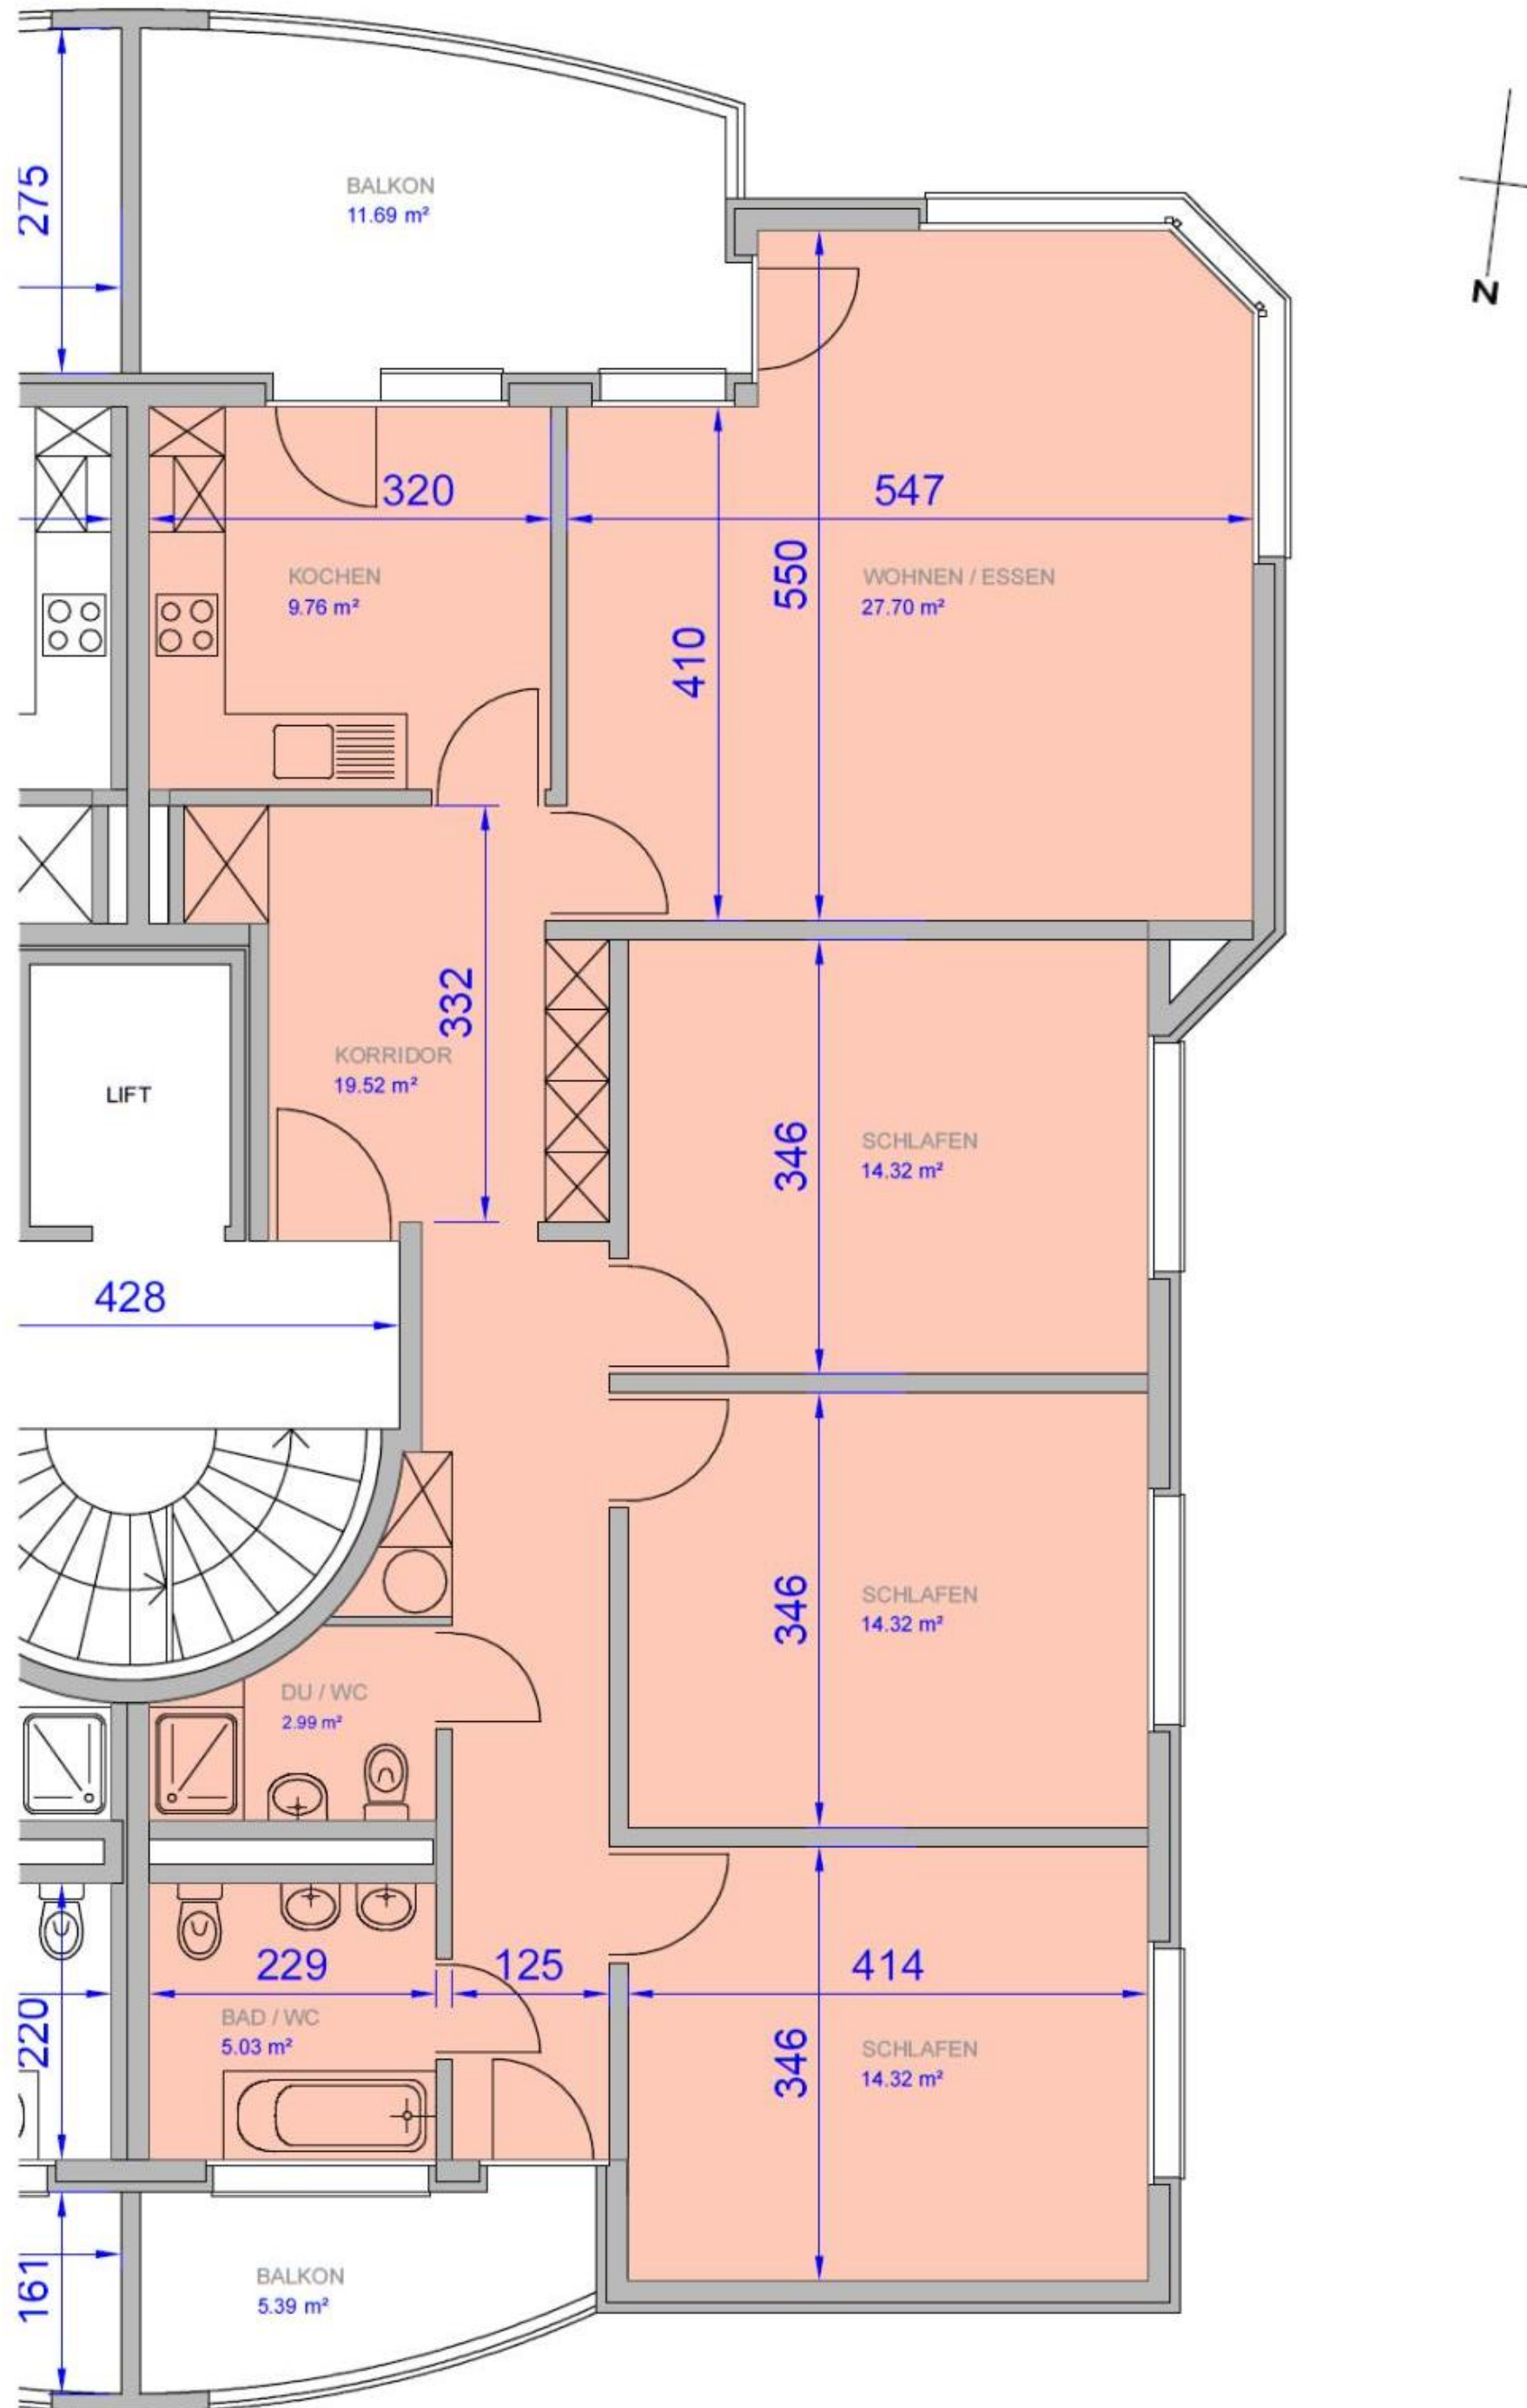 275
BALKON
11.69 m²
N
320
547
KOCHEN
9.76 m²
550
WOHNEN / ESSEN
27.70 m²
410
332
KORRIDOR
19.52 m²
LIFT
346
SCHLAFEN
14.32 m²
428
346
SCHLAFEN
14.32 m²
DU / WC
2.99 m²
229
125
414
BAD / WC
5.03 m²
220
346
SCHLAFEN
14.32 m²
161
BALKON
5.39 m²